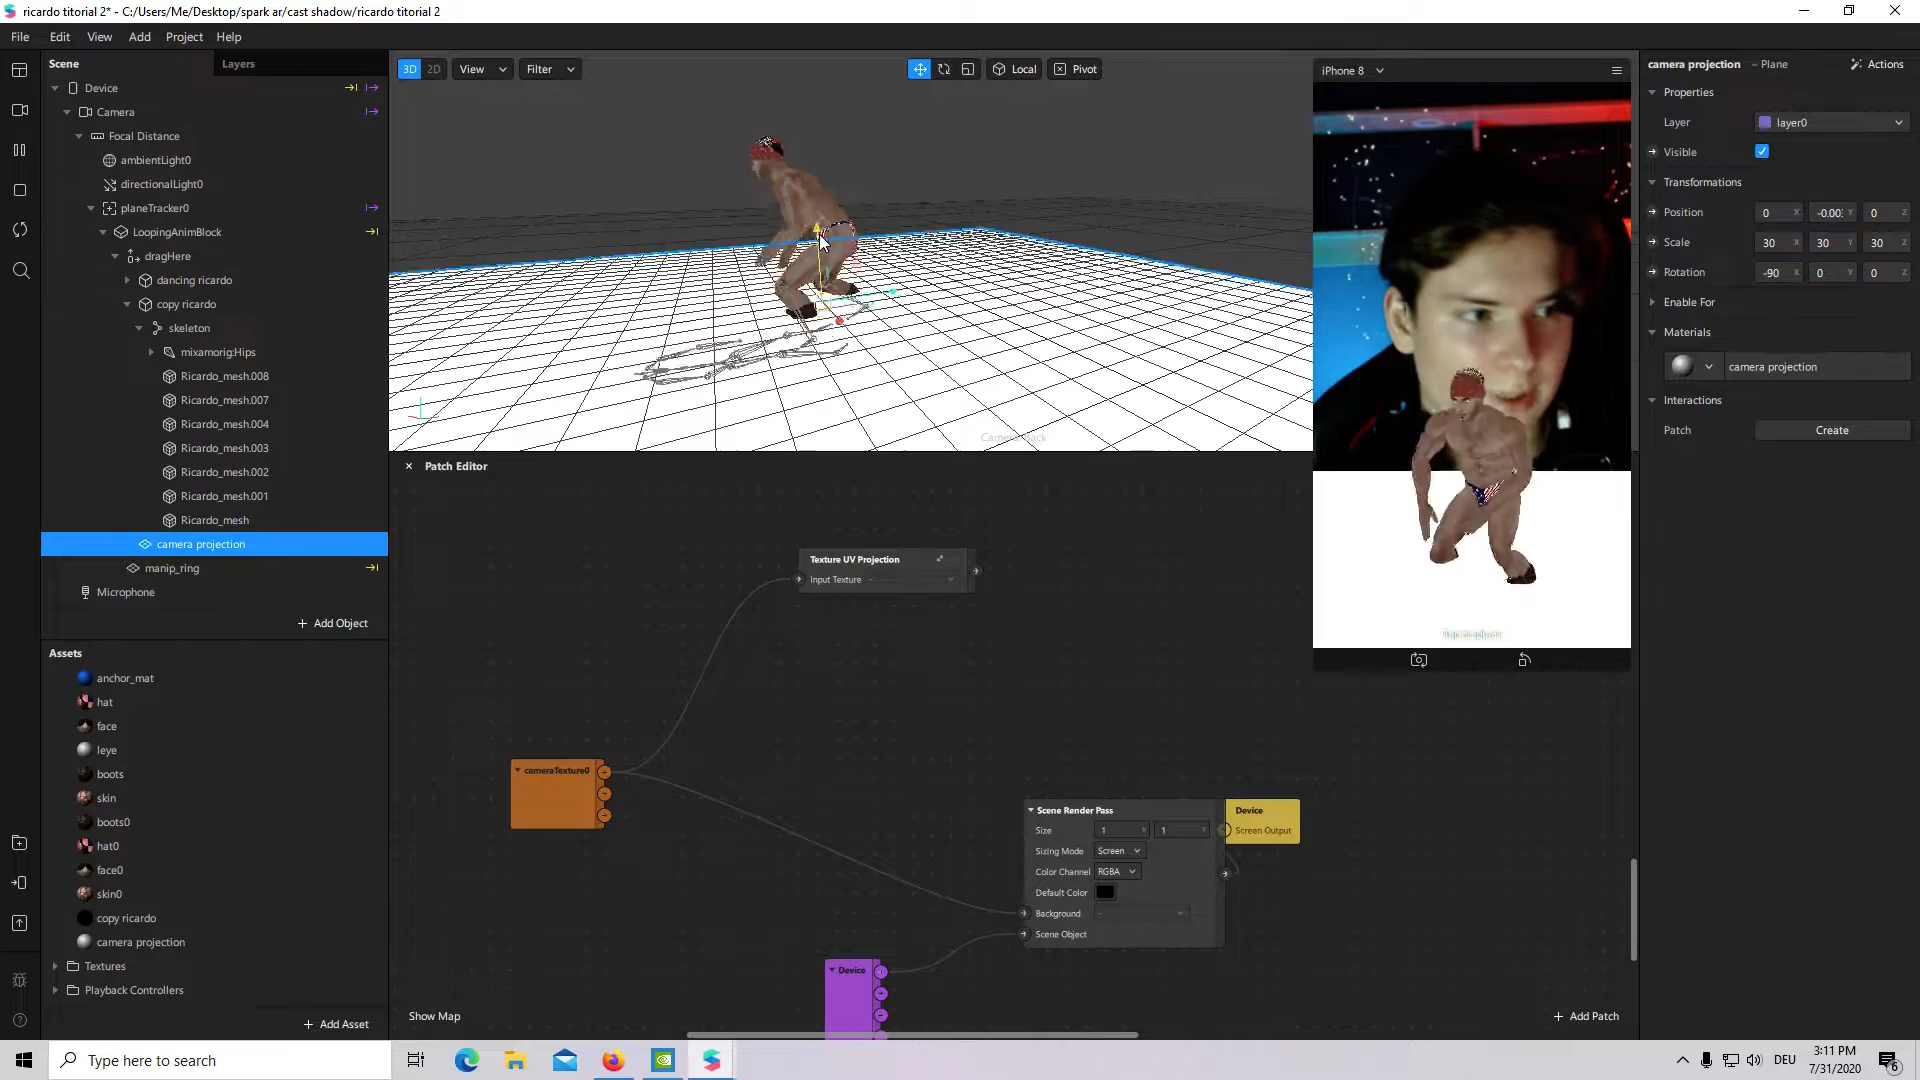 ricardo titorial 2* - C:/Users/Me/Desktop/spark ar/cast shadow/ricardo titorial 2
File Edit View Add Project Help
Scene Layers
Device
Camera
Focal Distance
ambientLight0
directionalLight0
planeTracker0
LoopingAnimBlock
dragHere
dancing ricardo
copy ricardo
skeleton
mixamorig:Hips
Ricardo_mesh.008
Ricardo_mesh.007
Ricardo_mesh.004
Ricardo_mesh.003
Ricardo_mesh.002
Ricardo_mesh.001
Ricardo_mesh
camera projection
manip_ring
Microphone
+ Add Object
Assets
anchor_mat
hat
face
leye
boots
skin
boots0
hat0
face0
skin0
copy ricardo
camera projection
Textures
Playback Controllers
+ Add Asset
3D 2D View Filter Local Pivot
Camera Back
iPhone 8
Patch Editor
Texture UV Projection
Input Texture -
cameraTexture0
Scene Render Pass
Size 1 X 1 Y
Sizing Mode Screen
Color Channel RGBA
Default Color
Background -
Scene Object
Device
Screen Output
Device
Show Map
+ Add Patch
camera projection - Plane Actions
Properties
Layer layer0
Visible
Transformations
Position 0 X -0.00: Y 0 Z
Scale 30 X 30 Y 30 Z
Rotation -90 X 0 Y 0 Z
Enable For
Materials
camera projection
Interactions
Patch Create
Type here to search
DEU
3:11 PM
7/31/2020
6